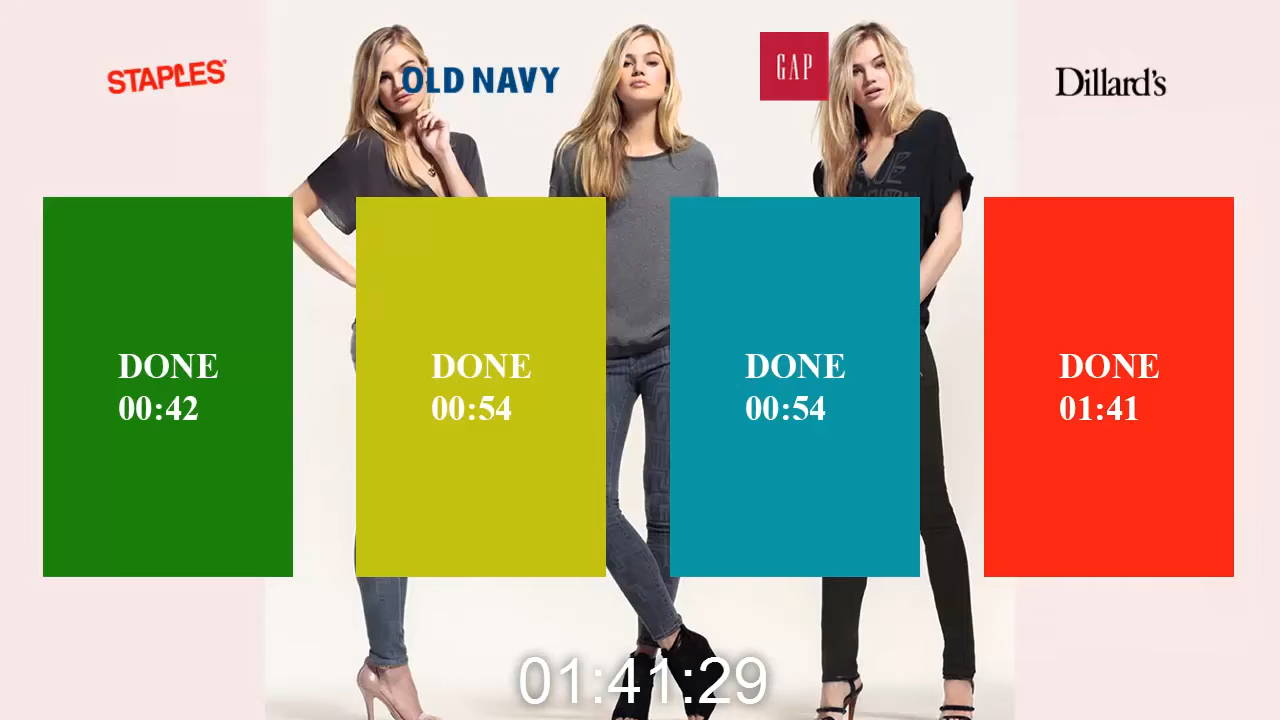 STAPLES
OLD NAVY
GAP
Dillard's
DONE
00:42
DONE
00:54
DONE
00:54
DONE
01:41
01:41:29